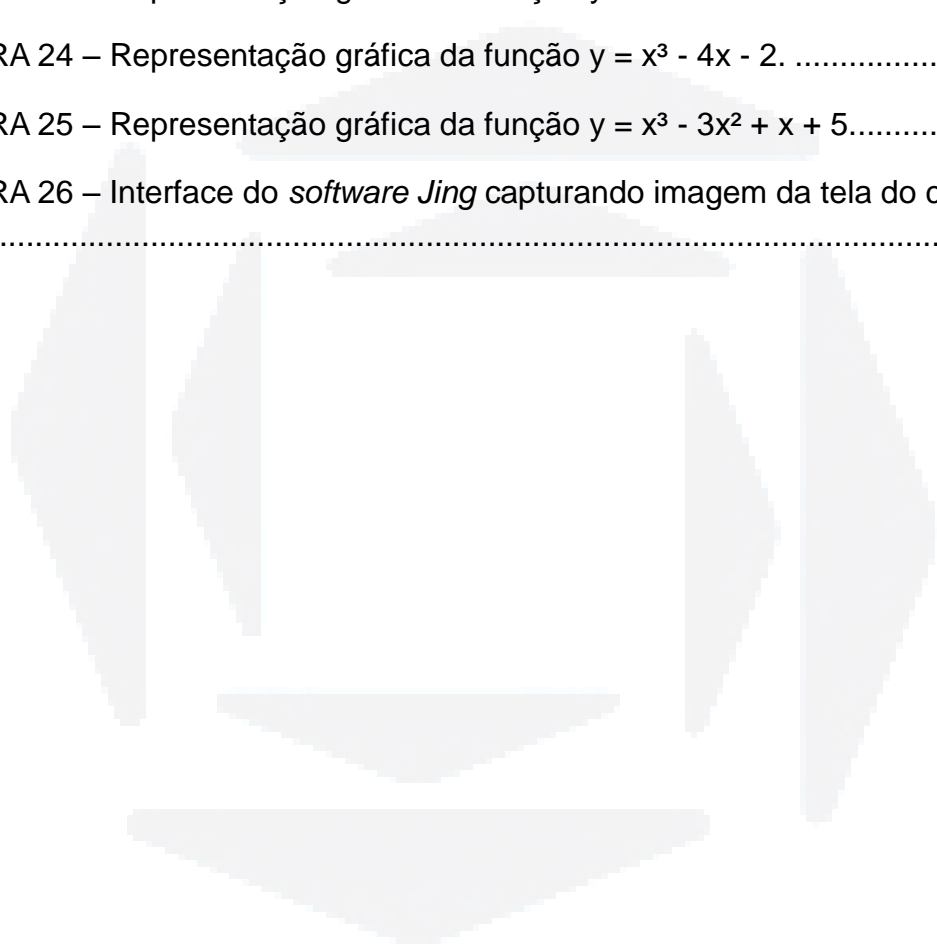 RA 24 – Representação gráfica da função y = x³ - 4x - 2. ................
RA 25 – Representação gráfica da função y = x³ - 3x² + x + 5..........
RA 26 – Interface do software Jing capturando imagem da tela do
..........................................................................................................